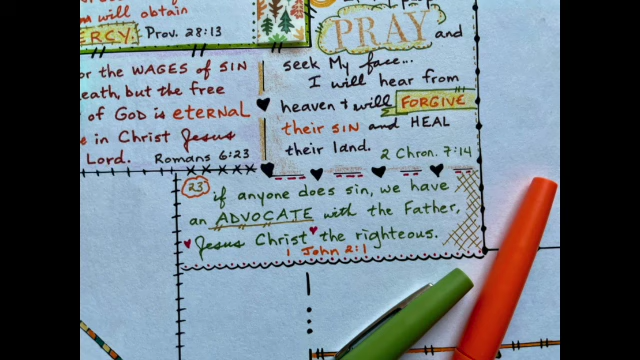 m will obtain
MERCY. Prov. 28:13
PRAY and
seek My face...
I will hear from
heaven + will FORGIVE
their SIN and HEAL
their land. 2 Chron. 7:14
or the WAGES of SIN
eath, but the free
of GOD is eternal
in Christ Jesus
Lord. Romans 6:23
23 if anyone does sin, we have
an ADVOCATE with the Father,
Jesus Christ the righteous.
1 John 2:1